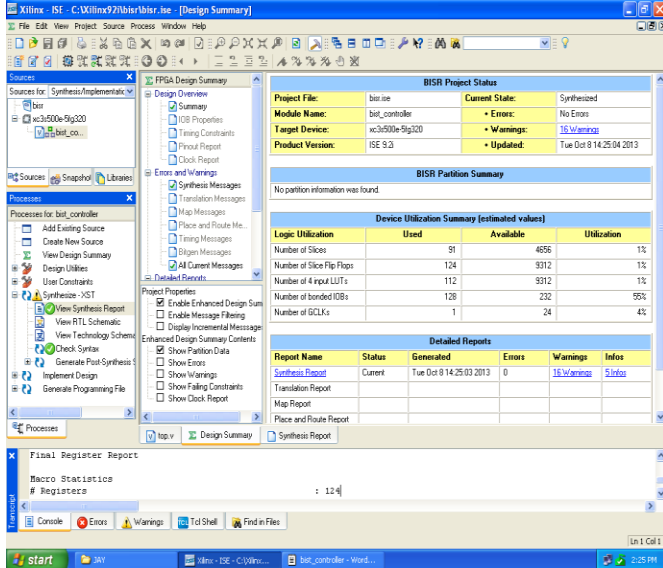 Xilinx - ISE - C:\Xilinx92i\bisr\bisr.ise - [Design Summary]
File Edit View Project Source Process Window Help
Sources
Sources for: Synthesis/Implementatic
bisr
xc3s500e-5fg320
bist_co...
Sources Snapshot Libraries
Processes
Processes for: bist_controller
Add Existing Source
Create New Source
View Design Summary
Design Utilities
User Constraints
Synthesize - XST
View Synthesis Report
View RTL Schematic
View Technology Schema
Check Syntax
Generate Post-Synthesis S
Implement Design
Generate Programming File
Processes
FPGA Design Summary
Design Overview
Summary
IOB Properties
Timing Constraints
Pinout Report
Clock Report
Errors and Warnings
Synthesis Messages
Translation Messages
Map Messages
Place and Route Me...
Timing Messages
Bitgen Messages
All Current Messages
Detailed Reports
Project Properties
Enable Enhanced Design Sum
Enable Message Filtering
Display Incremental Messsage
Enhanced Design Summary Contents
Show Partition Data
Show Errors
Show Warnings
Show Failing Constraints
Show Clock Report
BISR Project Status
Project File: bisr.ise Current State: Synthesized
Module Name: bist_controller • Errors: No Errors
Target Device: xc3s500e-5fg320 • Warnings: 16 Warnings
Product Version: ISE 9.2i • Updated: Tue Oct 8 14:25:04 2013
BISR Partition Summary
No partition information was found.
Device Utilization Summary (estimated values)
Logic Utilization Used Available Utilization
Number of Slices 91 4656 1%
Number of Slice Flip Flops 124 9312 1%
Number of 4 input LUTs 112 9312 1%
Number of bonded IOBs 128 232 55%
Number of GCLKs 1 24 4%
Detailed Reports
Report Name Status Generated Errors Warnings Infos
Synthesis Report Current Tue Oct 8 14:25:03 2013 0 16 Warnings 5 Infos
Translation Report
Map Report
Place and Route Report
top.v Design Summary Synthesis Report
Final Register Report
Macro Statistics
# Registers : 124
Transcript
Console Errors Warnings Tcl Shell Find in Files
Ln 1 Col 1
start JAY Xilinx - ISE - C:\Xilinx... bist_controller - Word... 2:25 PM